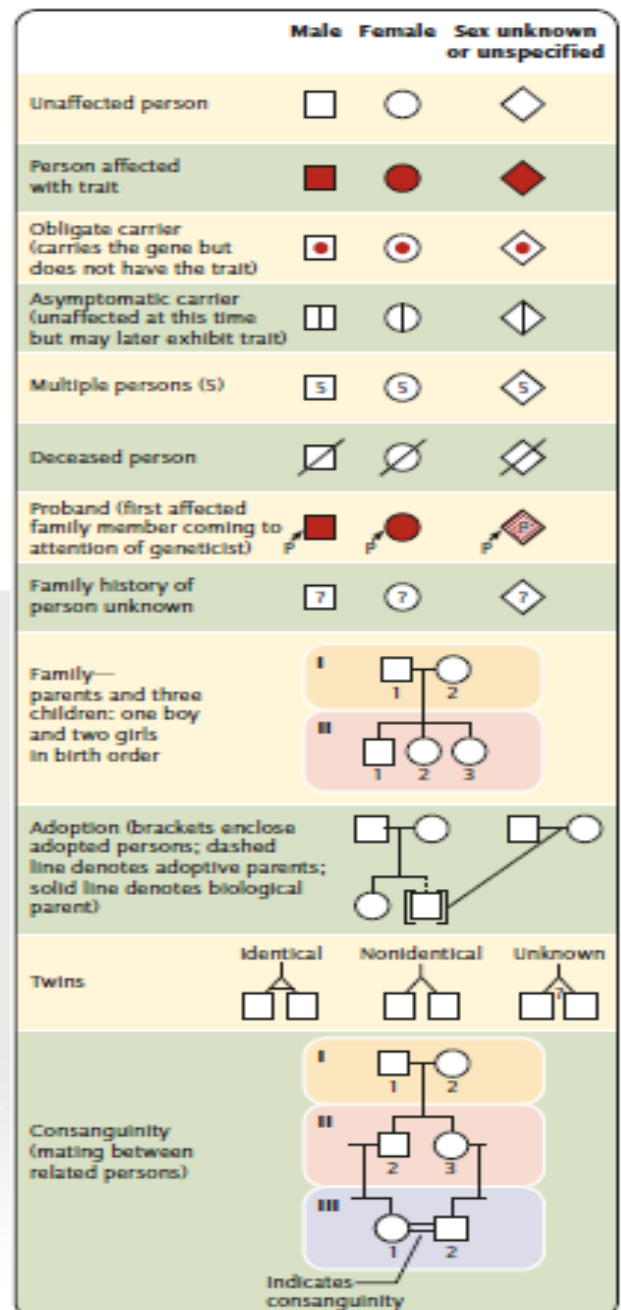 Male Female Sex unknown
or unspecified
Unaffected person
Person affected
with trait
Obligate carrier
(carries the gene but
does not have the trait)
Asymptomatic carrier
(unaffected at this time
but may later exhibit trait)
Multiple persons (5) 5 5 5
Deceased person
Proband (first affected
family member coming to
attention of geneticist) P P P P
Family history of
person unknown ? ? ?
Family—
parents and three
children: one boy
and two girls
in birth order
I
1 2
II
1 2 3
Adoption (brackets enclose
adopted persons; dashed
line denotes adoptive parents;
solid line denotes biological
parent)
Identical Nonidentical Unknown
Twins ?
Consanguinity
(mating between
related persons)
I
1 2
II
2 3
III
1 2
Indicates
consanguinity